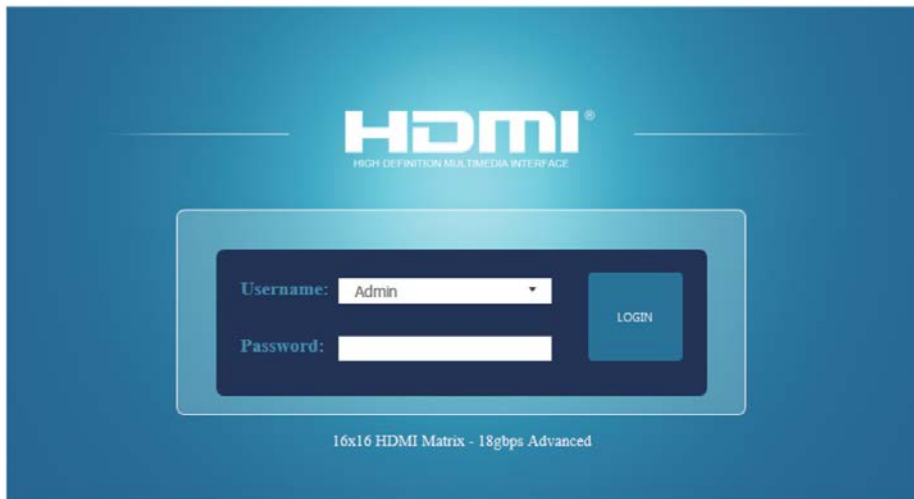 HDMI®
HIGH-DEFINITION MULTIMEDIA INTERFACE
Username: Admin
LOGIN
Password:
16x16 HDMI Matrix - 18gbps Advanced